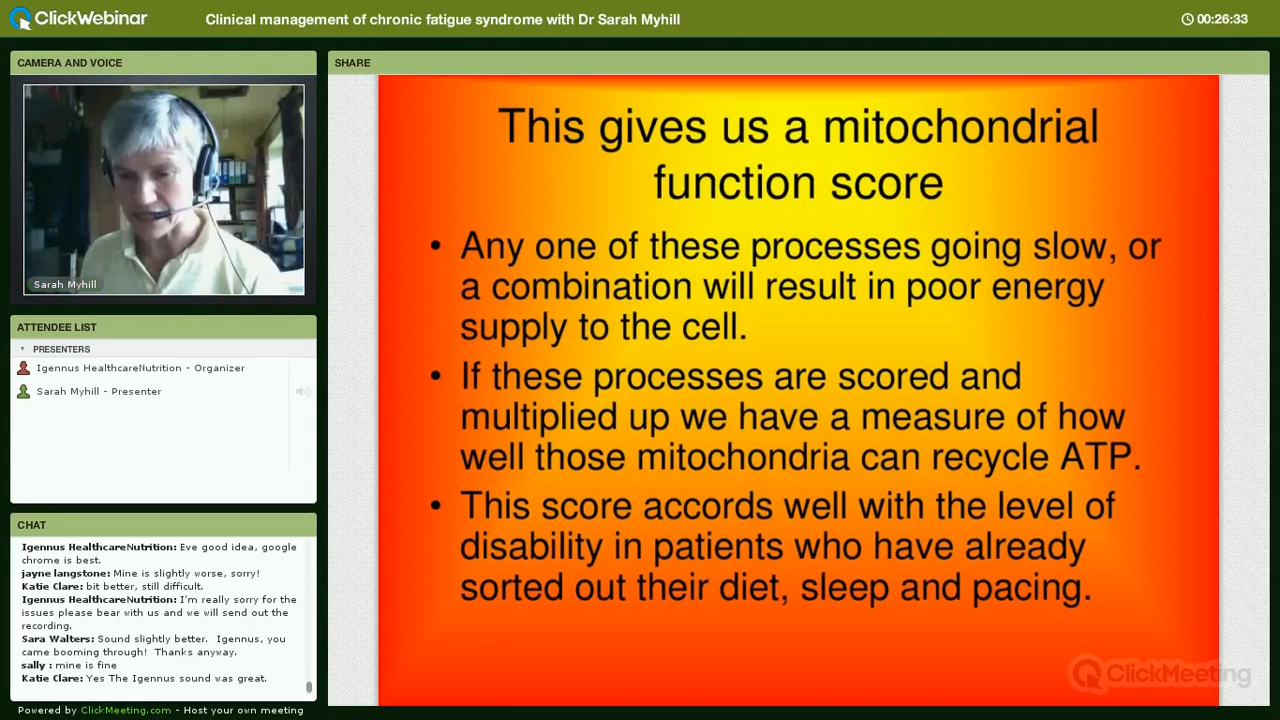 ClickWebinar
Clinical management of chronic fatigue syndrome with Dr Sarah Myhill
00:26:33
CAMERA AND VOICE
Sarah Myhill
ATTENDEE LIST
PRESENTERS
Igennus HealthcareNutrition - Organizer
Sarah Myhill - Presenter
CHAT
Igennus HealthcareNutrition: Eve good idea, google
chrome is best.
jayne langstone: Mine is slightly worse, sorry!
Katie Clare: bit better, still difficult.
Igennus HealthcareNutrition: I'm really sorry for the
issues please bear with us and we will send out the
recording.
Sara Walters: Sound slightly better. Igennus, you
came booming through! Thanks anyway.
sally : mine is fine
Katie Clare: Yes The Igennus sound was great.
SHARE
This gives us a mitochondrial
function score
• Any one of these processes going slow, or
a combination will result in poor energy
supply to the cell.
• If these processes are scored and
multiplied up we have a measure of how
well those mitochondria can recycle ATP.
• This score accords well with the level of
disability in patients who have already
sorted out their diet, sleep and pacing.
ClickMeeting
Powered by ClickMeeting.com - Host your own meeting